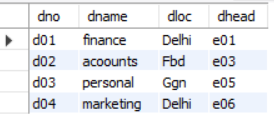 dno dname dloc dhead
d01 finance Delhi e01
d02 acoounts Fbd e03
d03 personal Ggn e05
d04 marketing Delhi e06